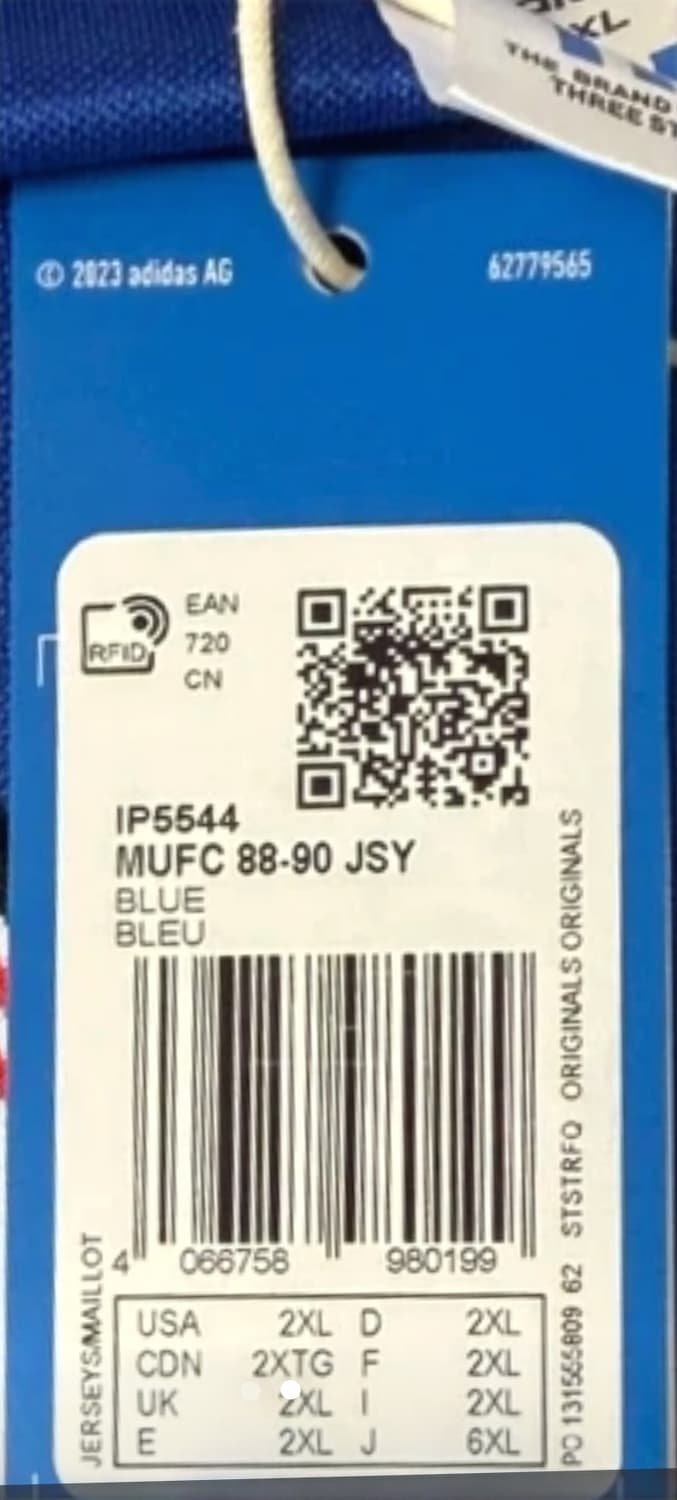 XL
THE BRAND
THREE ST
© 2023 adidas AG
62779565
RFID
EAN
720
CN
IP5544
MUFC 88-90 JSY
BLUE
BLEU
4 066758 980199
JERSEYS/MAILLOT
USA 2XL D 2XL
CDN 2XTG F 2XL
UK 2XL I 2XL
E 2XL J 6XL
PO 131565809 62 STSTRFQ ORIGINALS ORIGINALS